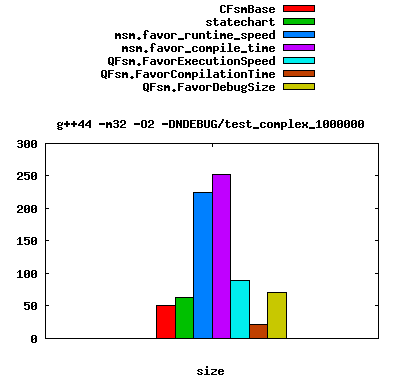 CFsmBase
statechart
msm.favor_runtime_speed
msm.favor_compile_time
QFsm.FavorExecutionSpeed
QFsm.FavorCompilationTime
QFsm.FavorDebugSize
g++44 -m32 -O2 -DNDEBUG/test_complex_1000000
300
250
200
150
100
50
0
size